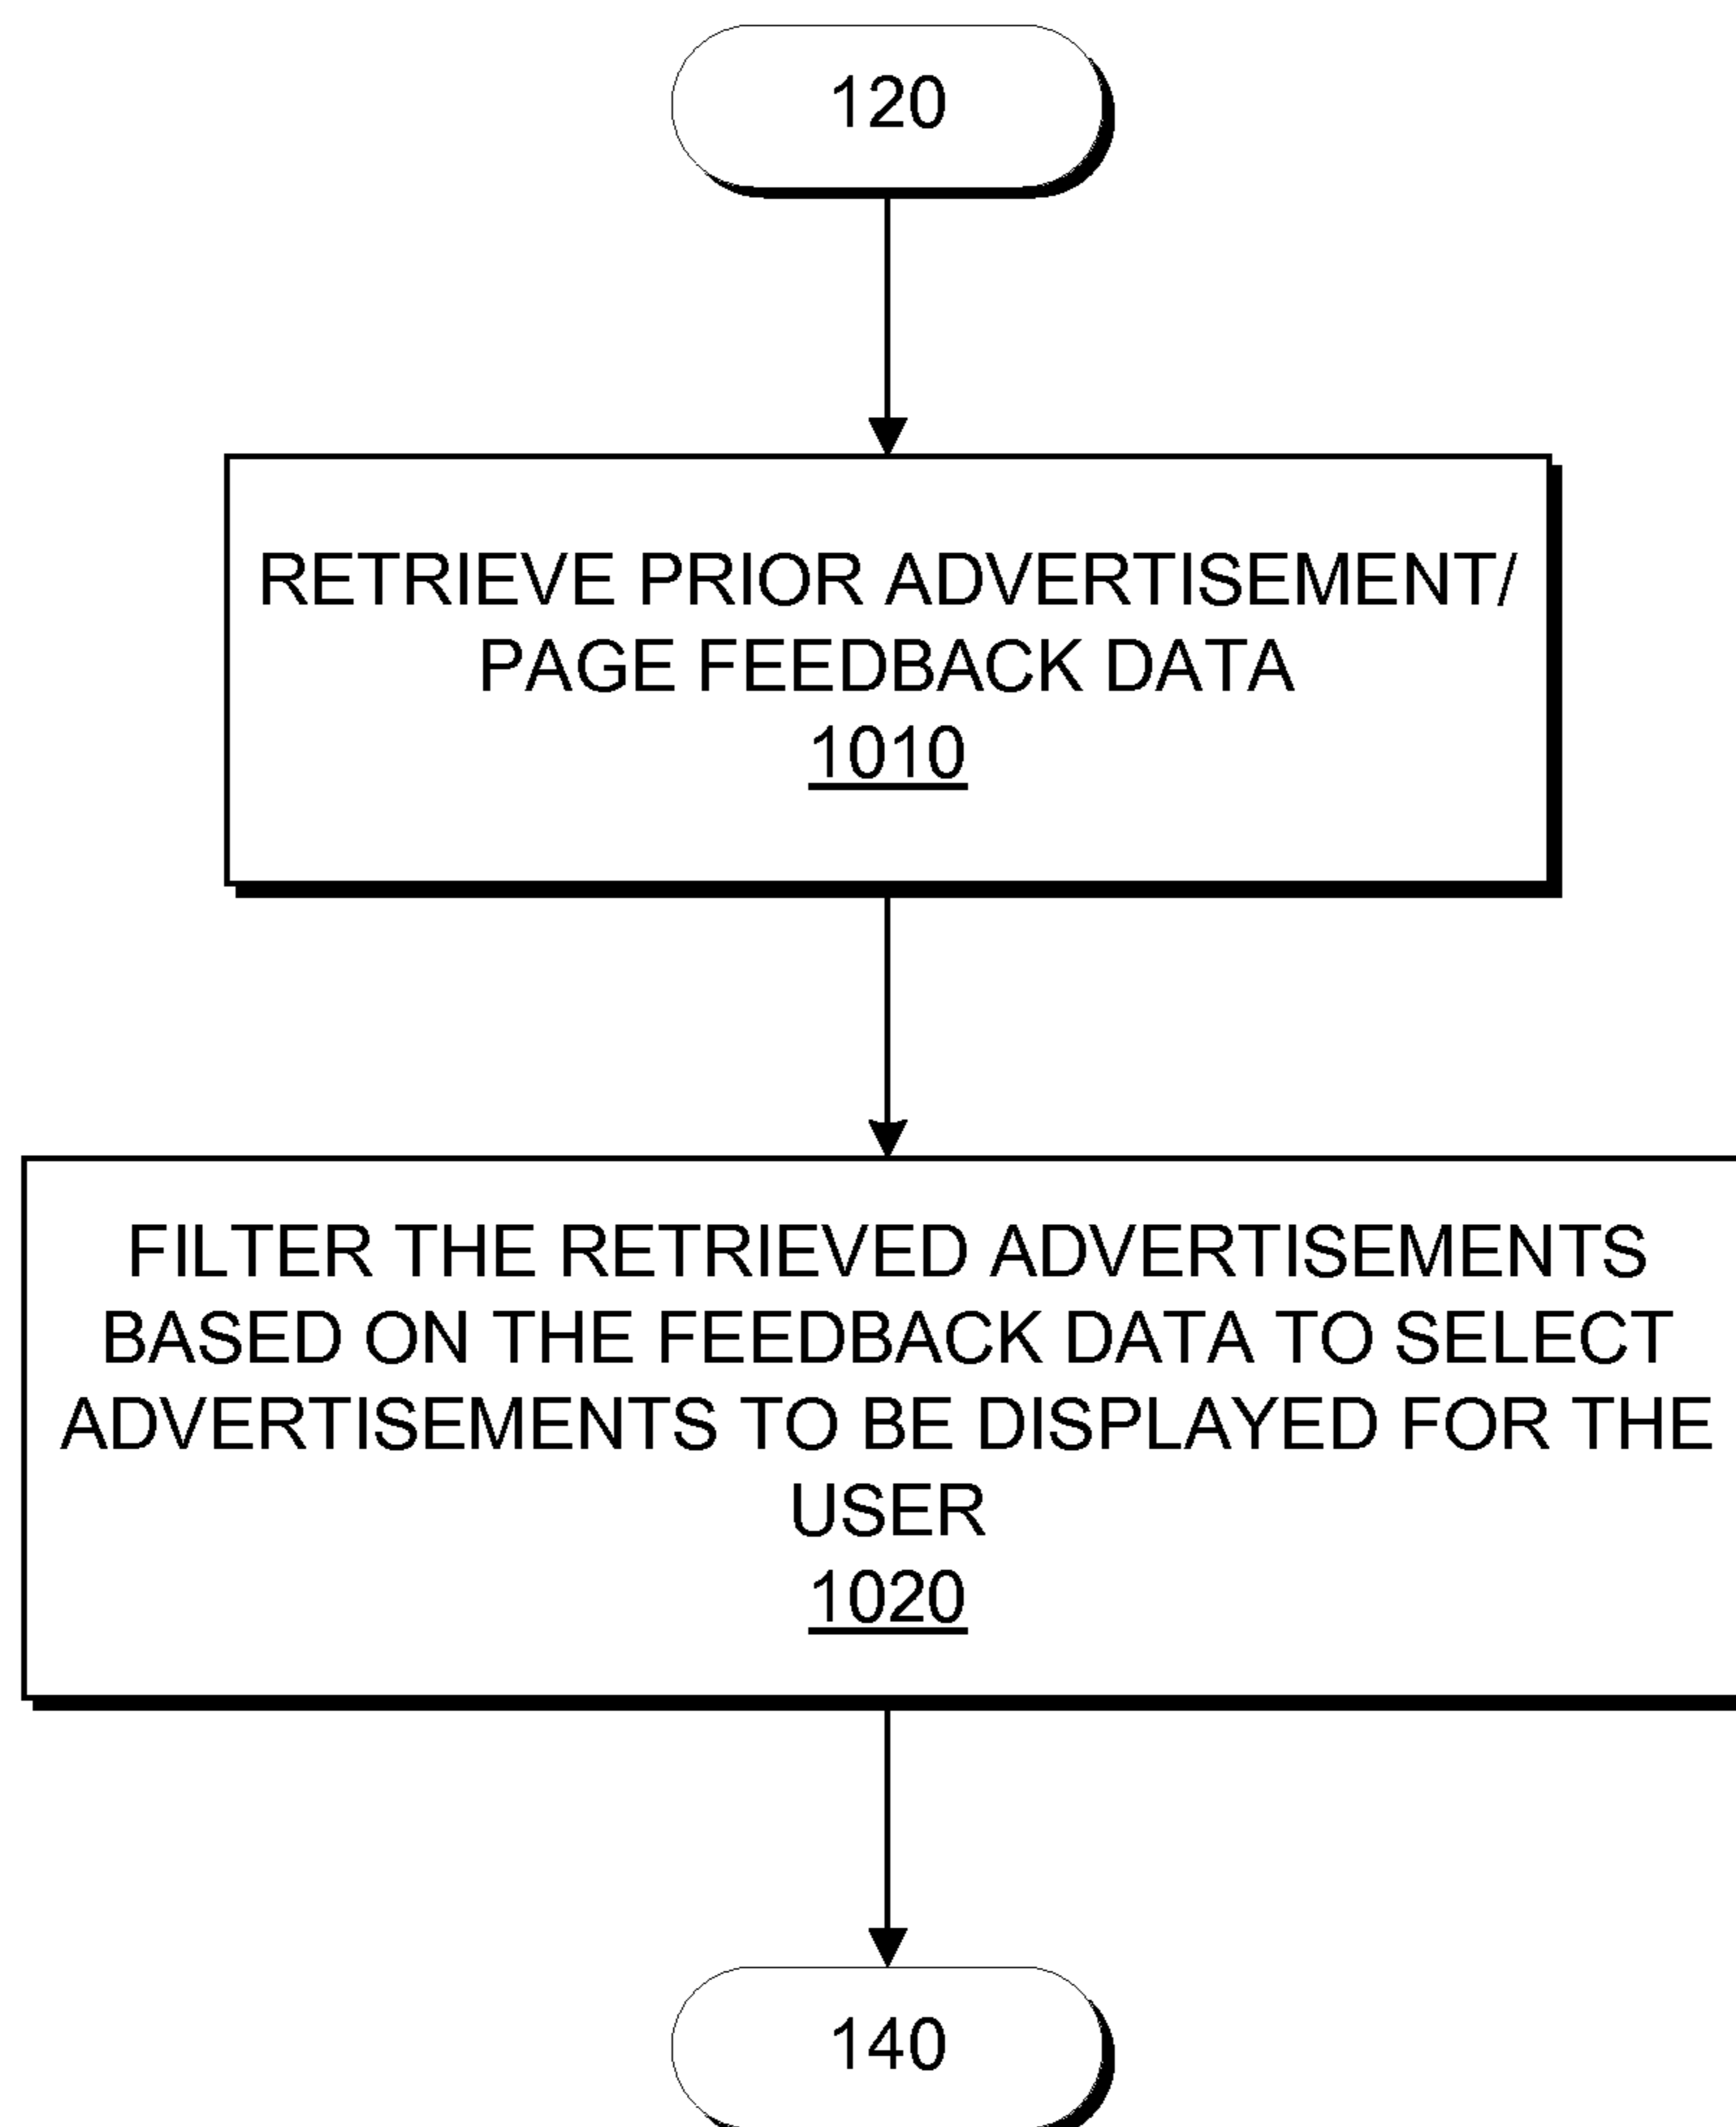 120
RETRIEVE PRIOR ADVERTISEMENT/
PAGE FEEDBACK DATA
1010
FILTER THE RETRIEVED ADVERTISEMENTS
BASED ON THE FEEDBACK DATA TO SELECT
ADVERTISEMENTS TO BE DISPLAYED FOR THE
USER
1020
140